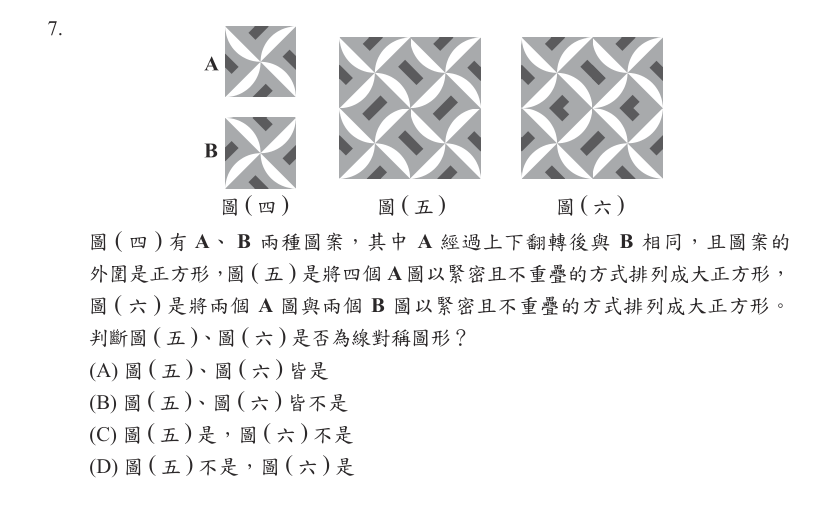 7.
A
B
圖(四)
圖(五)
圖(六)
圖(四)有 A、 B 兩種圖案,其中 A 經過上下翻轉後與 B 相同,且圖案的
外圍是正方形,圖(五)是將四個 A 圖以緊密且不重疊的方式排列成大正方形,
圖(六)是將兩個 A 圖與兩個 B 圖以緊密且不重疊的方式排列成大正方形。
判斷圖(五)、圖(六)是否為線對稱圖形?
(A) 圖(五)、圖(六)皆是
(B) 圖(五)、圖(六)皆不是
(C) 圖(五)是,圖(六)不是
(D) 圖(五)不是,圖(六)是